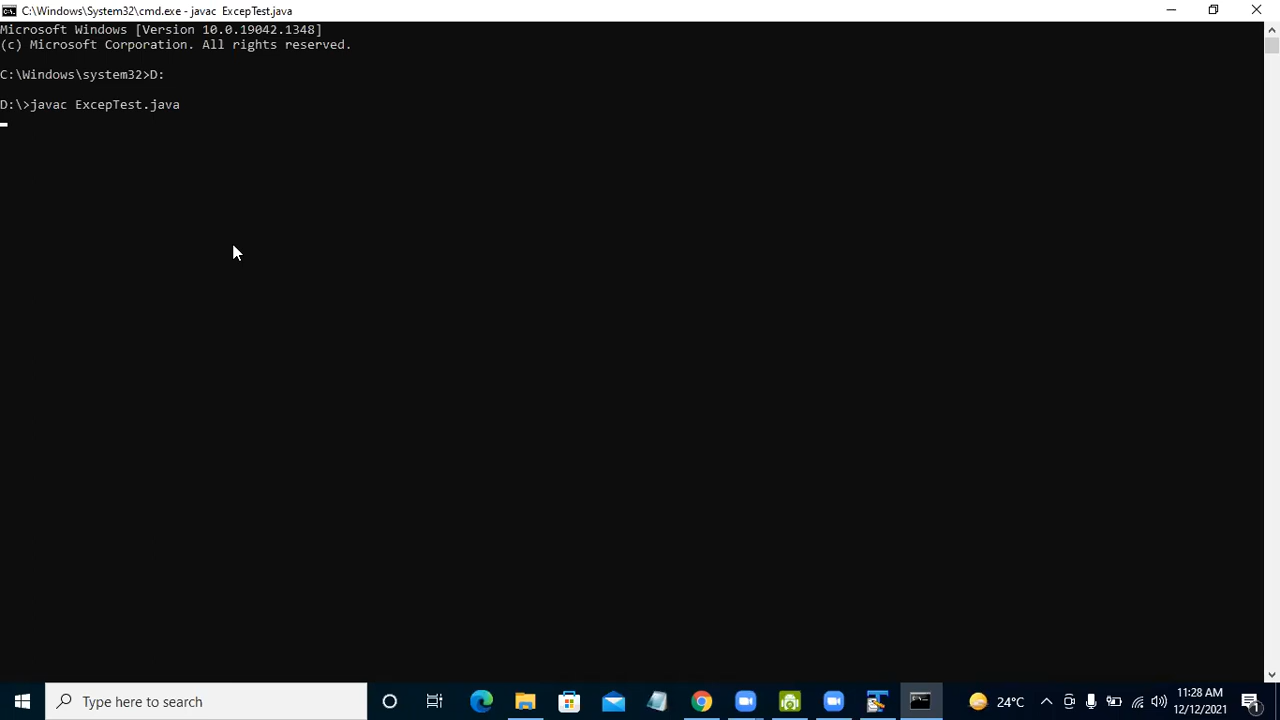 C:\Windows\System32\cmd.exe - javac  ExcepTest.java
Microsoft Windows [Version 10.0.19042.1348]
(c) Microsoft Corporation. All rights reserved.
C:\Windows\system32>D:
D:\>javac ExcepTest.java
Type here to search
24°C
11:28 AM
12/12/2021
1